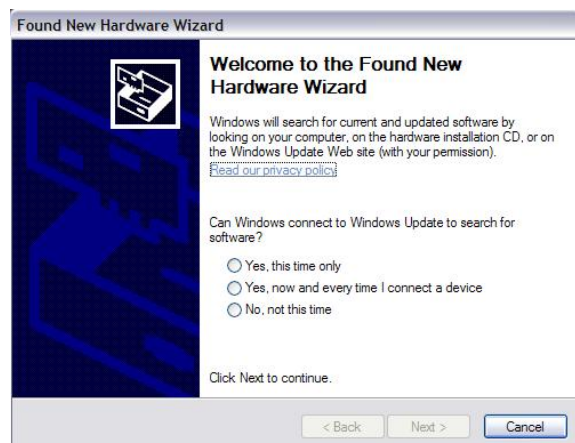 Found New Hardware Wizard
Welcome to the Found New
Hardware Wizard
Windows will search for current and updated software by
looking on your computer, on the hardware installation CD, or on
the Windows Update Web site (with your permission).
Read our privacy policy
Can Windows connect to Windows Update to search for
software?
Yes, this time only
Yes, now and every time I connect a device
No, not this time
Click Next to continue.
< Back Next > Cancel